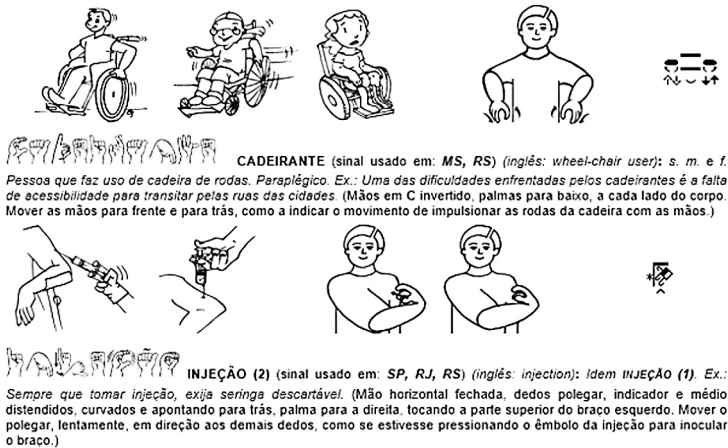 CADEIRANTE (sinal usado em: MS, RS) (inglês: wheel-chair user): s. m. e f.
Pessoa que faz uso de cadeira de rodas. Paraplégico. Ex.: Uma das dificuldades enfrentadas pelos cadeirantes é a falta
de acessibilidade para transitar pelas ruas das cidades. (Mãos em C invertido, palmas para baixo, a cada lado do corpo.
Mover as mãos para frente e para trás, como a indicar o movimento de impulsionar as rodas da cadeira com as mãos.)
INJEÇÃO (2) (sinal usado em: SP, RJ, RS) (inglês: injection): Idem INJEÇÃO (1). Ex.:
Sempre que tomar injeção, exija seringa descartável. (Mão horizontal fechada, dedos polegar, indicador e médio
distendidos, curvados e apontando para trás, palma para a direita, tocando a parte superior do braço esquerdo. Mover o
polegar, lentamente, em direção aos demais dedos, como se estivesse pressionando o êmbolo da injeção para inocular
o braço.)